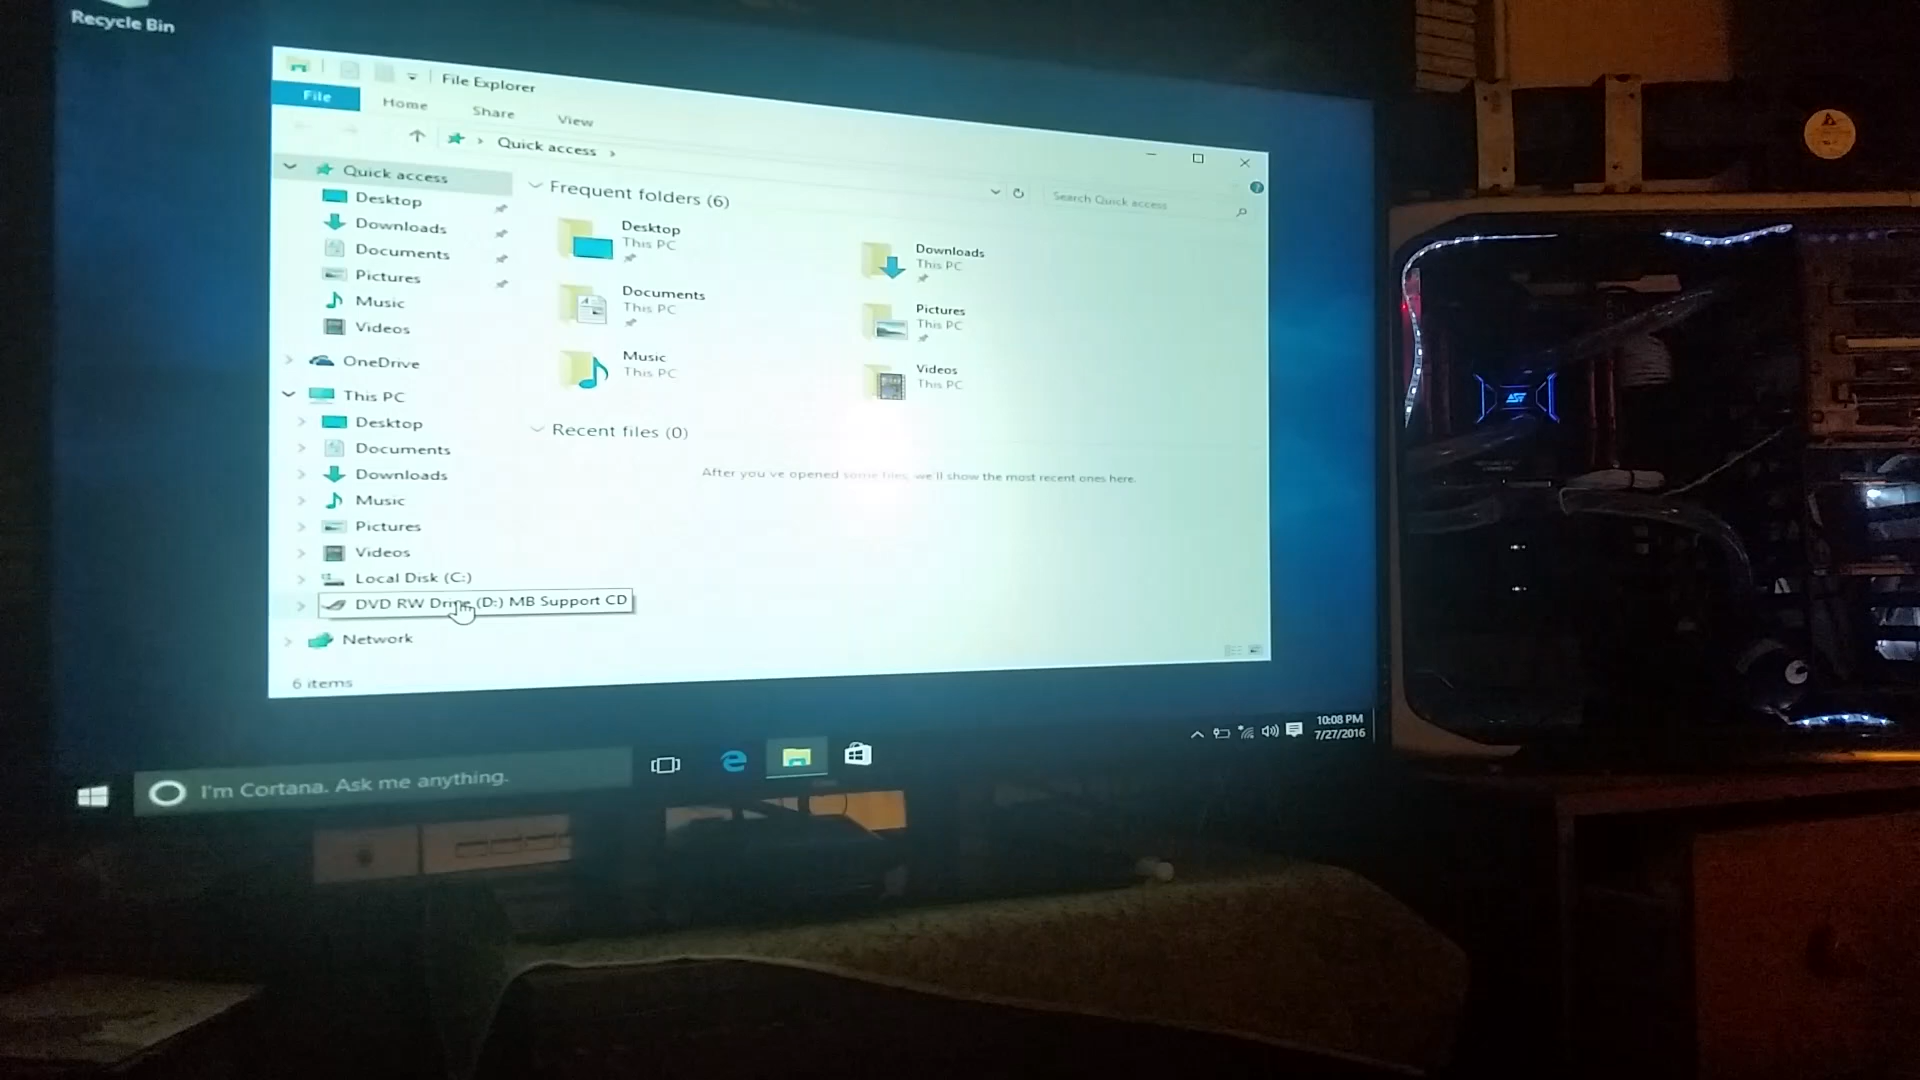 Recycle Bin
File Explorer
File
Home
Share
View
Quick access
Search Quick access
Quick access
Desktop
Downloads
Documents
Pictures
Music
Videos
OneDrive
This PC
Desktop
Documents
Downloads
Music
Pictures
Videos
Local Disk (C:)
DVD RW Drive (D:) MB Support CD
Network
Frequent folders (6)
Desktop
This PC
Downloads
This PC
Documents
This PC
Pictures
This PC
Music
This PC
Videos
This PC
Recent files (0)
After you've opened some files, we'll show the most recent ones here.
6 items
I'm Cortana. Ask me anything.
10:08 PM
7/27/2016